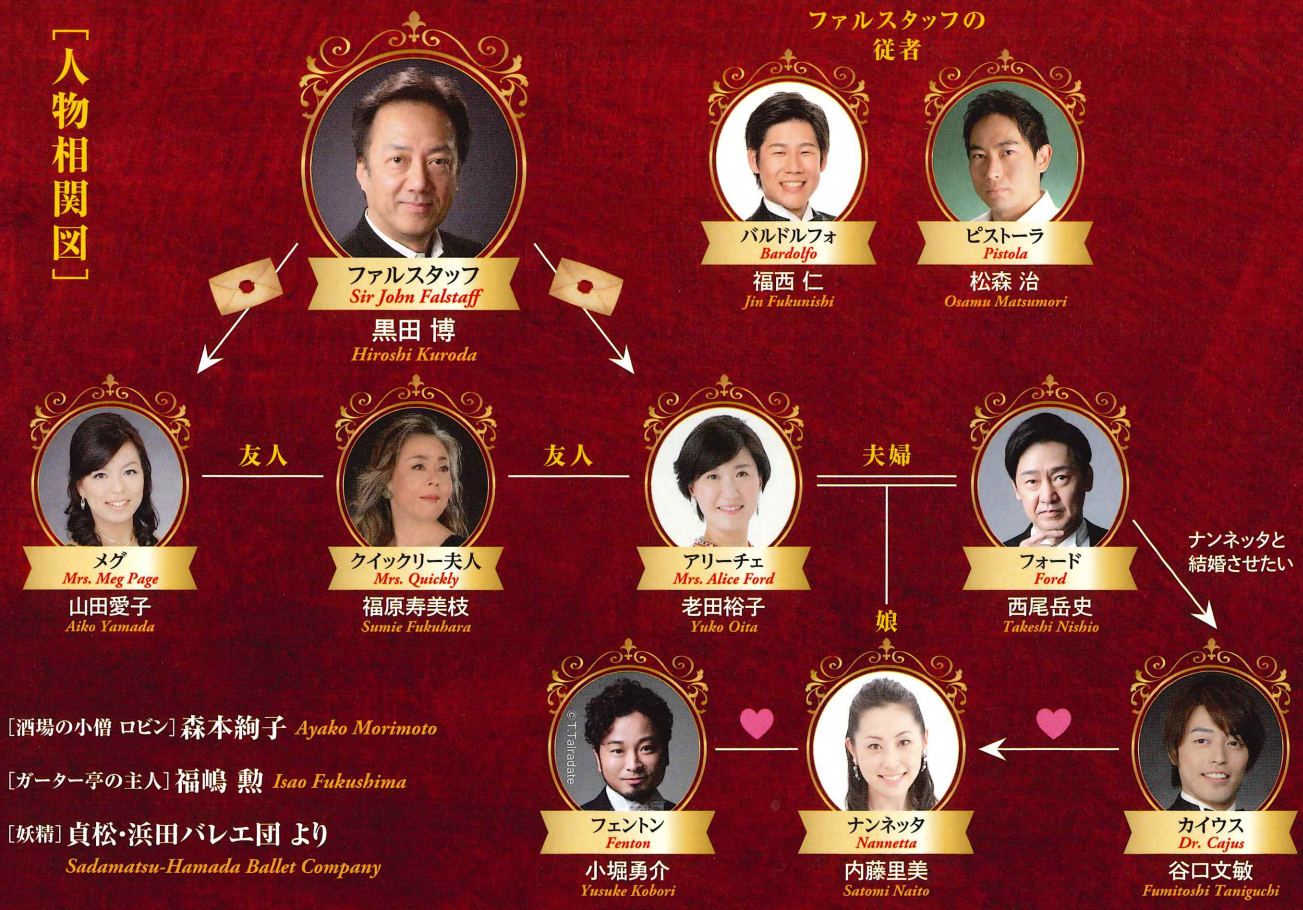 [人物相関図]
ファルスタッフ
Sir John Falstaff
黒田 博
Hiroshi Kuroda
ファルスタッフの
従者
バルドルフォ
Bardolfo
福西 仁
Jin Fukunishi
ピストーラ
Pistola
松森 治
Osamu Matsumori
メグ
Mrs. Meg Page
山田愛子
Aiko Yamada
友人
クイックリー夫人
Mrs. Quickly
福原寿美枝
Sumie Fukuhara
友人
アリーチェ
Mrs. Alice Ford
老田裕子
Yuko Oita
夫婦
フォード
Ford
西尾岳史
Takeshi Nishio
ナンネッタと
結婚させたい
娘
©T.Tairadate
フェントン
Fenton
小堀勇介
Yusuke Kobori
ナンネッタ
Nannetta
内藤里美
Satomi Naito
カイウス
Dr. Cajus
谷口文敏
Fumitoshi Taniguchi
[酒場の小僧 ロビン]森本絢子 Ayako Morimoto
[ガーター亭の主人]福嶋 勲 Isao Fukushima
[妖精]貞松・浜田バレエ団 より
Sadamatsu-Hamada Ballet Company